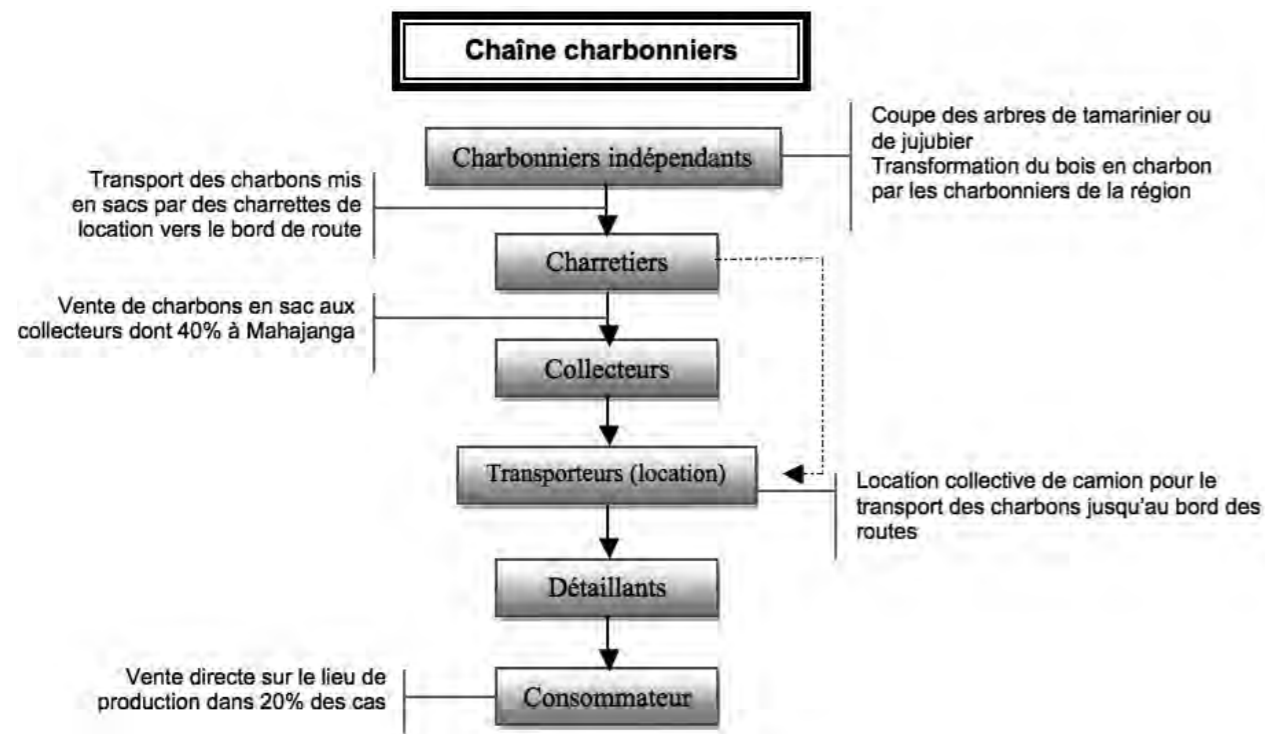 Chaîne charbonniers
Charbonniers indépendants
Coupe des arbres de tamarinier ou
de jujubier
Transformation du bois en charbon
par les charbonniers de la région
Transport des charbons mis
en sacs par des charrettes de
location vers le bord de route
Charretiers
Vente de charbons en sac aux
collecteurs dont 40% à Mahajanga
Collecteurs
Transporteurs (location)
Location collective de camion pour le
transport des charbons jusqu'au bord des
routes
Détaillants
Vente directe sur le lieu de
production dans 20% des cas
Consommateur